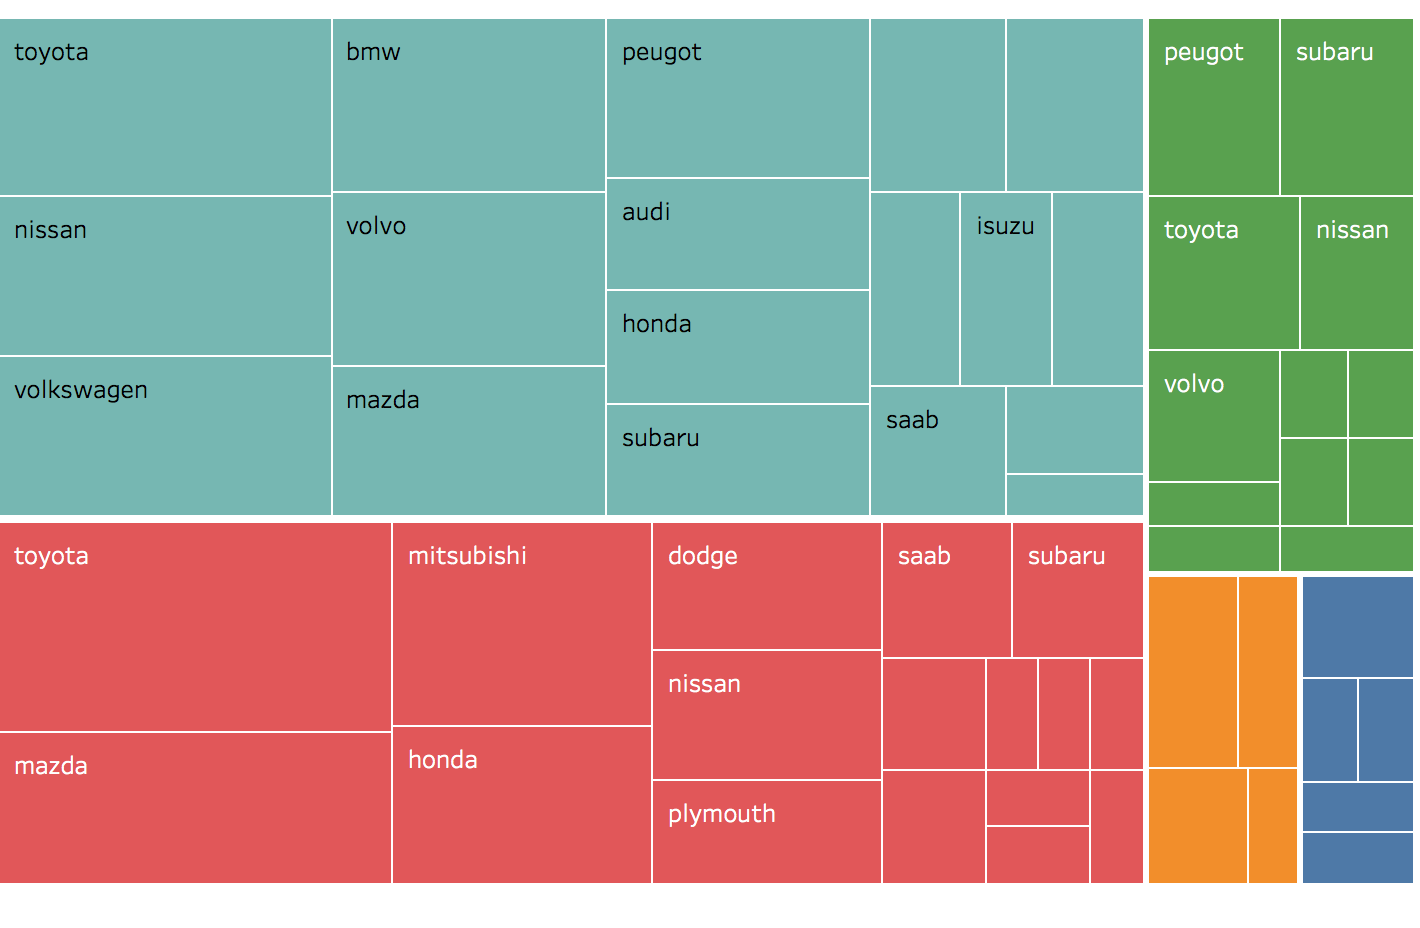 toyota
bmw
peugot
nissan
volvo
audi
isuzu
honda
volkswagen
mazda
subaru
saab
peugot
subaru
toyota
nissan
volvo
toyota
mitsubishi
dodge
saab
subaru
nissan
mazda
honda
plymouth